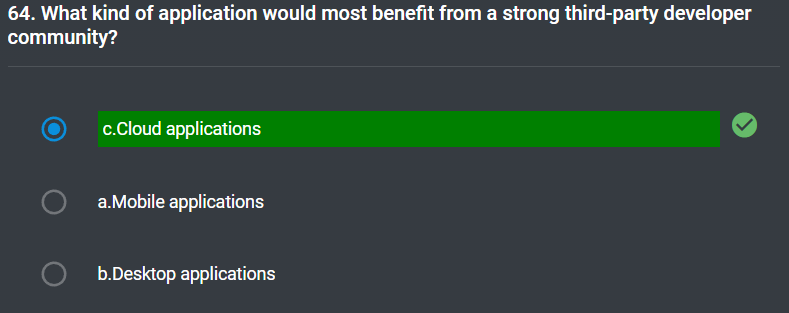 64. What kind of application would most benefit from a strong third-party developer
community?
c.Cloud applications
a.Mobile applications
b.Desktop applications